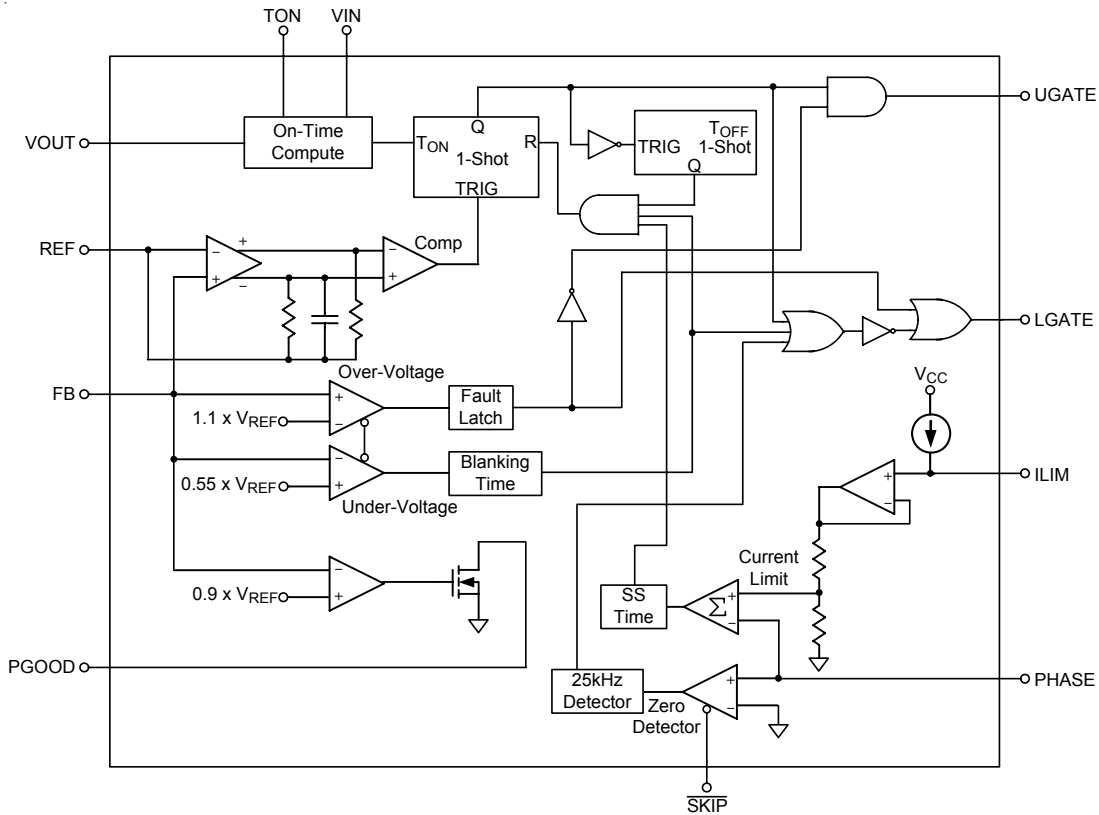 TON VIN
UGATE
VOUT
On-Time
Compute
Q
TON
1-Shot
R
TRIG
TOFF
TRIG 1-Shot
Q
REF
−
+
+
−
−
+
Comp
LGATE
FB
Over-Voltage
+
−
1.1 x VREF
Fault
Latch
VCC
−
+
0.55 x VREF
Under-Voltage
Blanking
Time
+
−
ILIM
−
+
0.9 x VREF
Current
Limit
SS
Time
Σ
+
−
PGOOD
25kHz
Detector
Zero
Detector
+
−
PHASE
SKIP